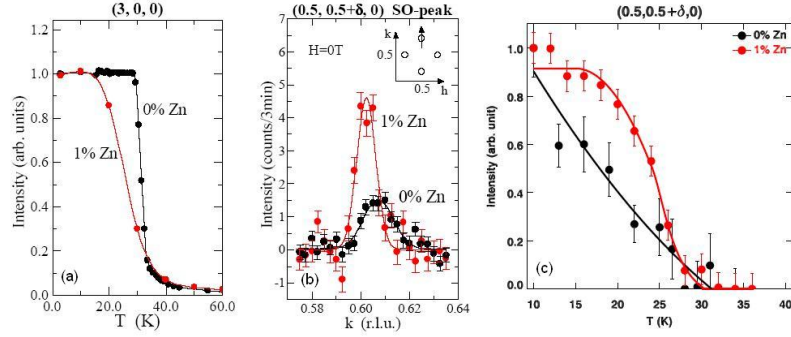 (3, 0, 0)
Intensity (arb. units)
1.0
0.8
0.6
0.4
0.2
0.0
0% Zn
1% Zn
(a)
0.0
20.0
40.0
60.0
T (K)
(0.5, 0.5+δ, 0) SO-peak
H=0T
k
0.5
0.5
h
Intensity (counts/3min)
6
5
4
3
2
1
0
-1
1% Zn
0% Zn
(b)
0.58
0.60
0.62
0.64
k (r.l.u.)
(0.5,0.5+δ,0)
0% Zn
1% Zn
Intensity (arb. units)
1.0
0.8
0.6
0.4
0.2
0.0
(c)
10
15
20
25
30
35
40
T (K)